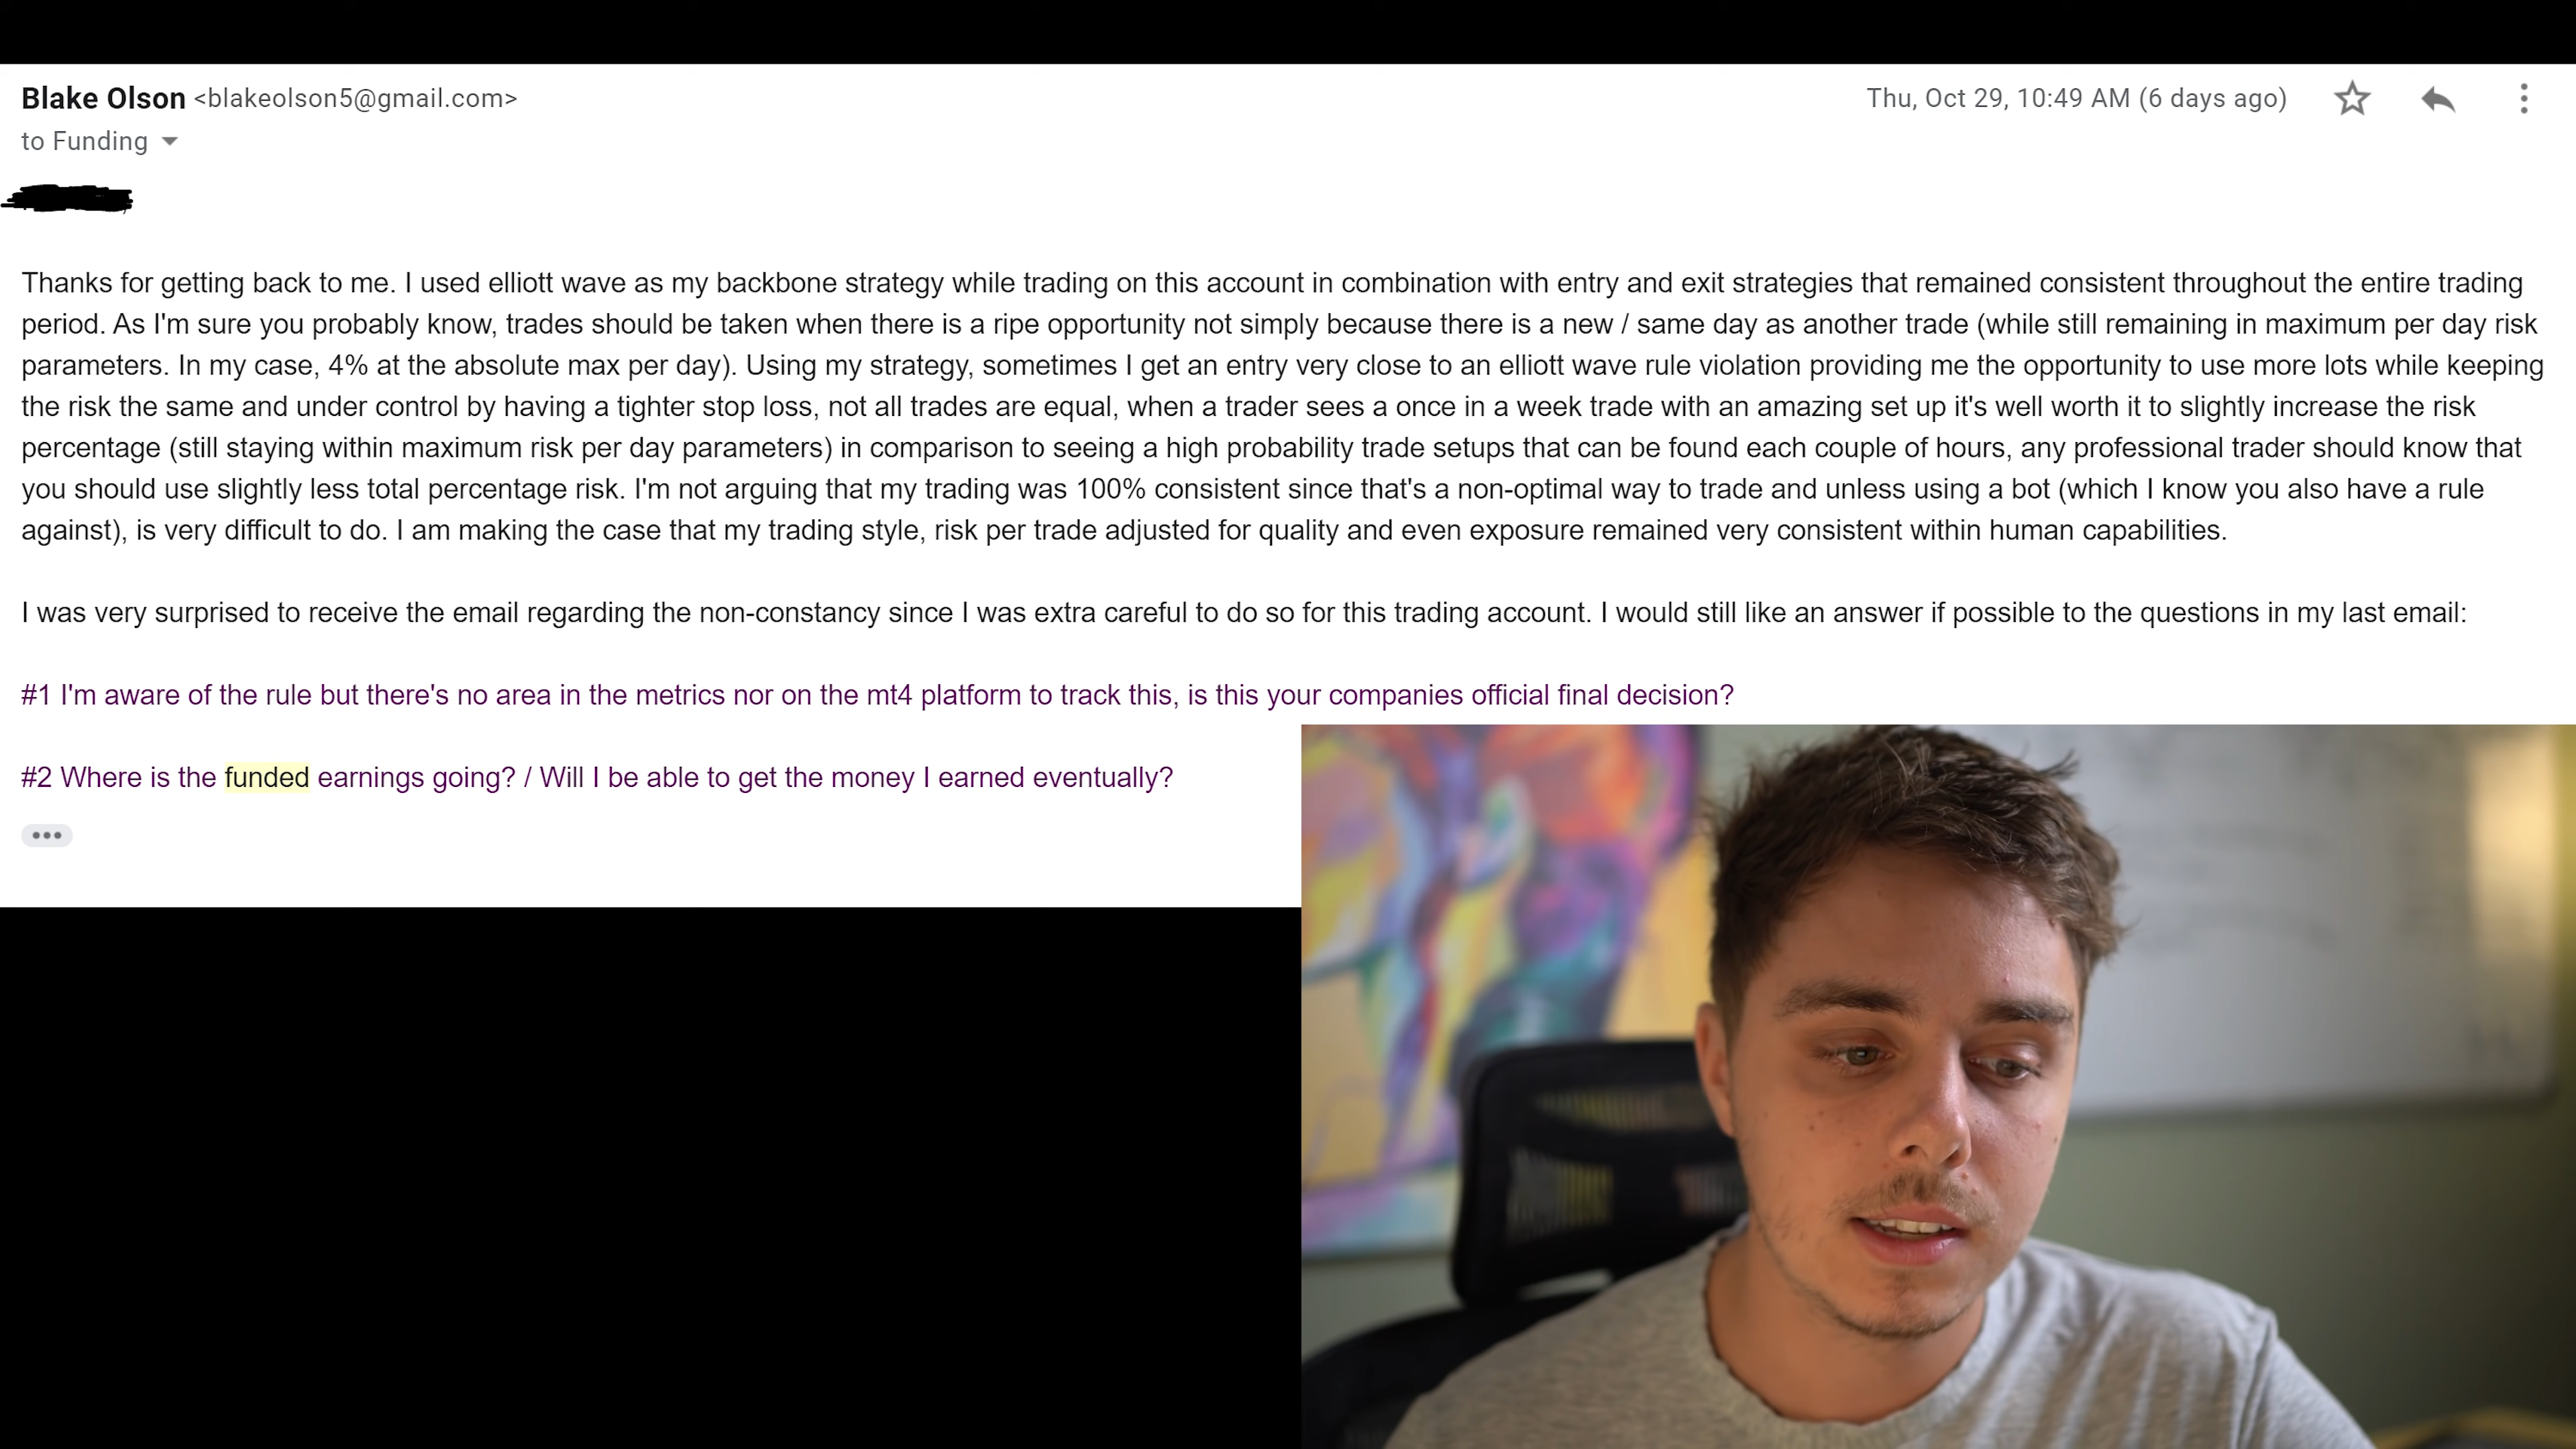 Blake Olson <blakeolson5@gmail.com>
Thu, Oct 29, 10:49 AM (6 days ago)
to Funding
Thanks for getting back to me. I used elliott wave as my backbone strategy while trading on this account in combination with entry and exit strategies that remained consistent throughout the entire trading
period. As I'm sure you probably know, trades should be taken when there is a ripe opportunity not simply because there is a new / same day as another trade (while still remaining in maximum per day risk
parameters. In my case, 4% at the absolute max per day). Using my strategy, sometimes I get an entry very close to an elliott wave rule violation providing me the opportunity to use more lots while keeping
the risk the same and under control by having a tighter stop loss, not all trades are equal, when a trader sees a once in a week trade with an amazing set up it's well worth it to slightly increase the risk
percentage (still staying within maximum risk per day parameters) in comparison to seeing a high probability trade setups that can be found each couple of hours, any professional trader should know that
you should use slightly less total percentage risk. I'm not arguing that my trading was 100% consistent since that's a non-optimal way to trade and unless using a bot (which I know you also have a rule
against), is very difficult to do. I am making the case that my trading style, risk per trade adjusted for quality and even exposure remained very consistent within human capabilities.
I was very surprised to receive the email regarding the non-constancy since I was extra careful to do so for this trading account. I would still like an answer if possible to the questions in my last email:
#1 I'm aware of the rule but there's no area in the metrics nor on the mt4 platform to track this, is this your companies official final decision?
#2 Where is the funded earnings going? / Will I be able to get the money I earned eventually?